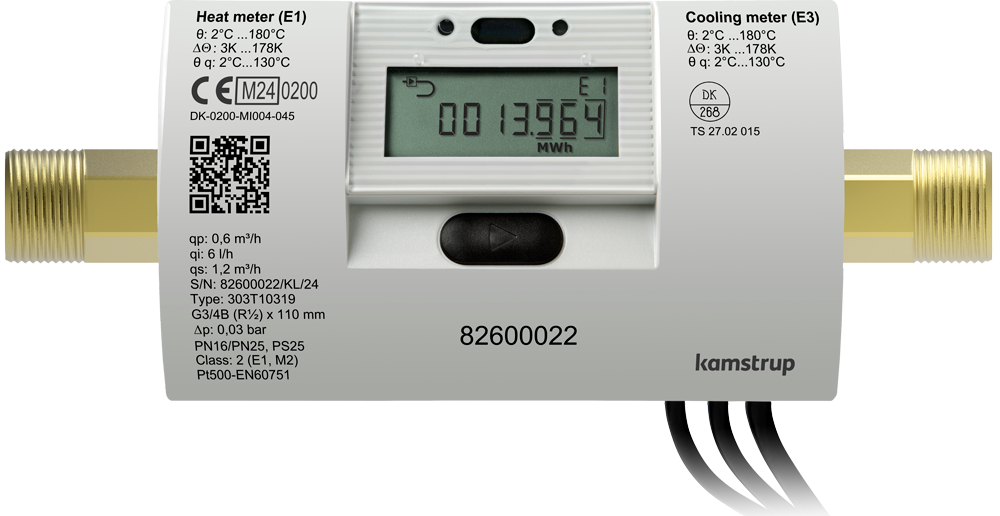 Heat meter (E1)
θ: 2°C ...180°C
ΔΘ: 3K ...178K
θ q: 2°C...130°C
CE M24 0200
DK-0200-MI004-045
qp: 0,6 m³/h
qi: 6 l/h
qs: 1,2 m³/h
S/N: 82600022/KL/24
Type: 303T10319
G3/4B (R½) x 110 mm
Δp: 0,03 bar
PN16/PN25, PS25
Class: 2 (E1, M2)
Pt500-EN60751
E1
0013.964
MWh
82600022
Cooling meter (E3)
θ: 2°C ...180°C
ΔΘ: 3K ...178K
θ q: 2°C...130°C
DK
268
TS 27.02 015
kamstrup